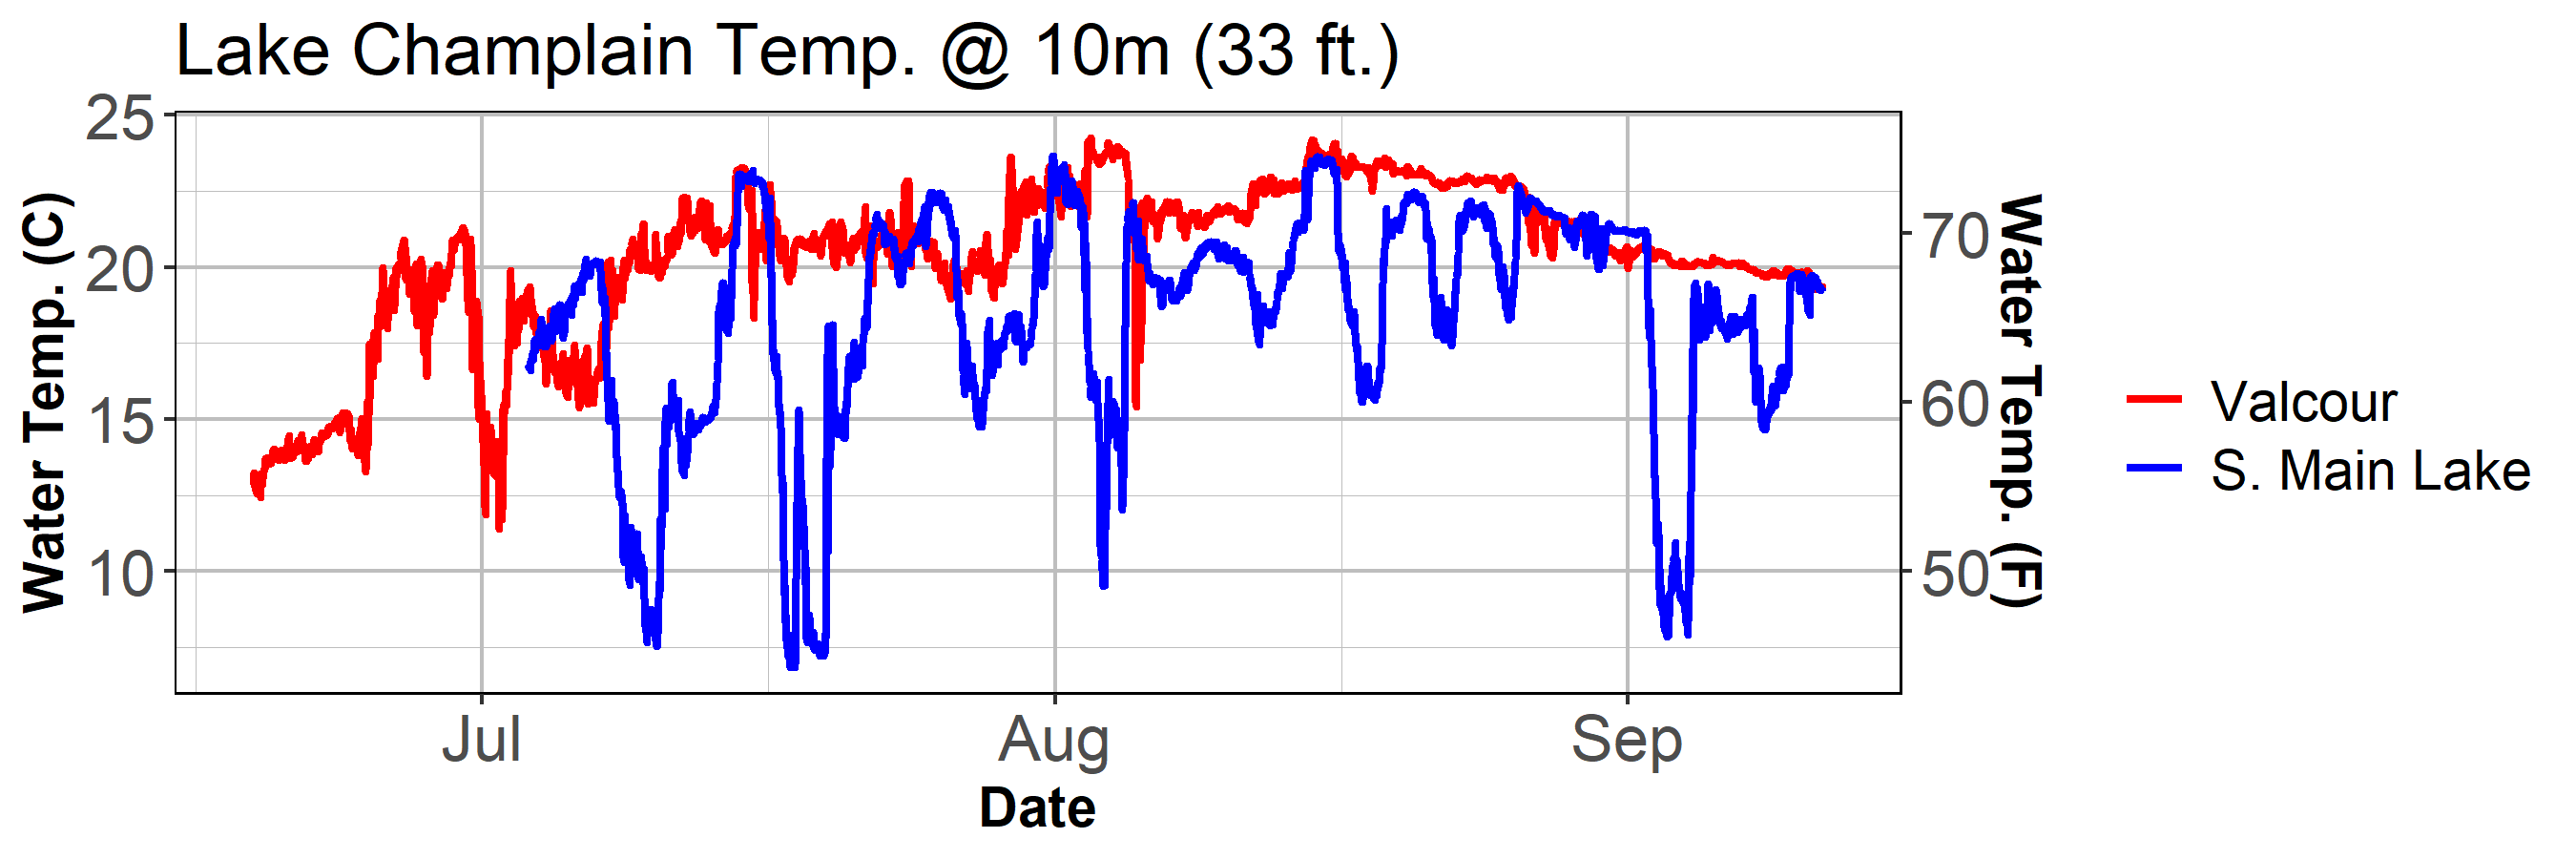 Lake Champlain Temp. @ 10m (33 ft.)
Water Temp. (C)
25
20
15
10
Water Temp. (F)
70
60
50
Jul
Aug
Sep
Date
Valcour
S. Main Lake